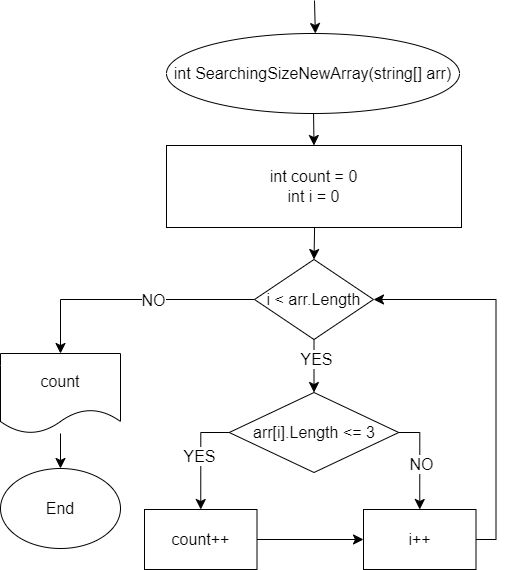 int SearchingSizeNewArray(string[] arr)
int count = 0
int i = 0
i < arr.Length
NO
YES
count
arr[i].Length <= 3
YES
NO
End
count++
i++